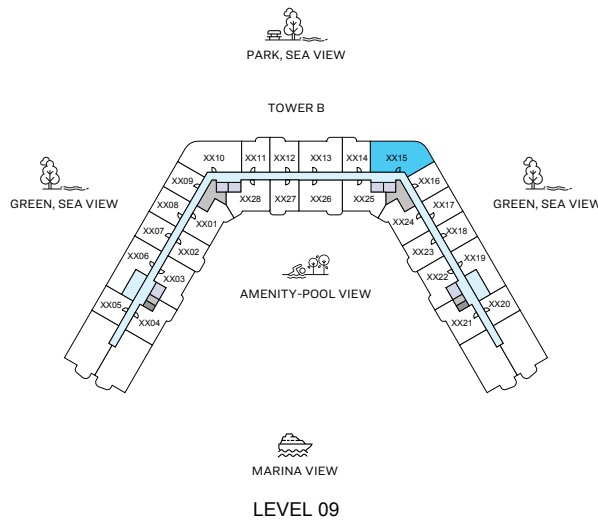 PARK, SEA VIEW
TOWER B
XX10 XX11 XX12 XX13 XX14 XX15
XX09 XX16
GREEN, SEA VIEW
GREEN, SEA VIEW
XX08 XX28 XX27 XX26 XX25 XX17
XX01 XX24
XX07 XX18
XX02 XX23
XX06 XX19
XX03 XX22
AMENITY-POOL VIEW
XX05 XX20
XX04 XX21
MARINA VIEW
LEVEL 09